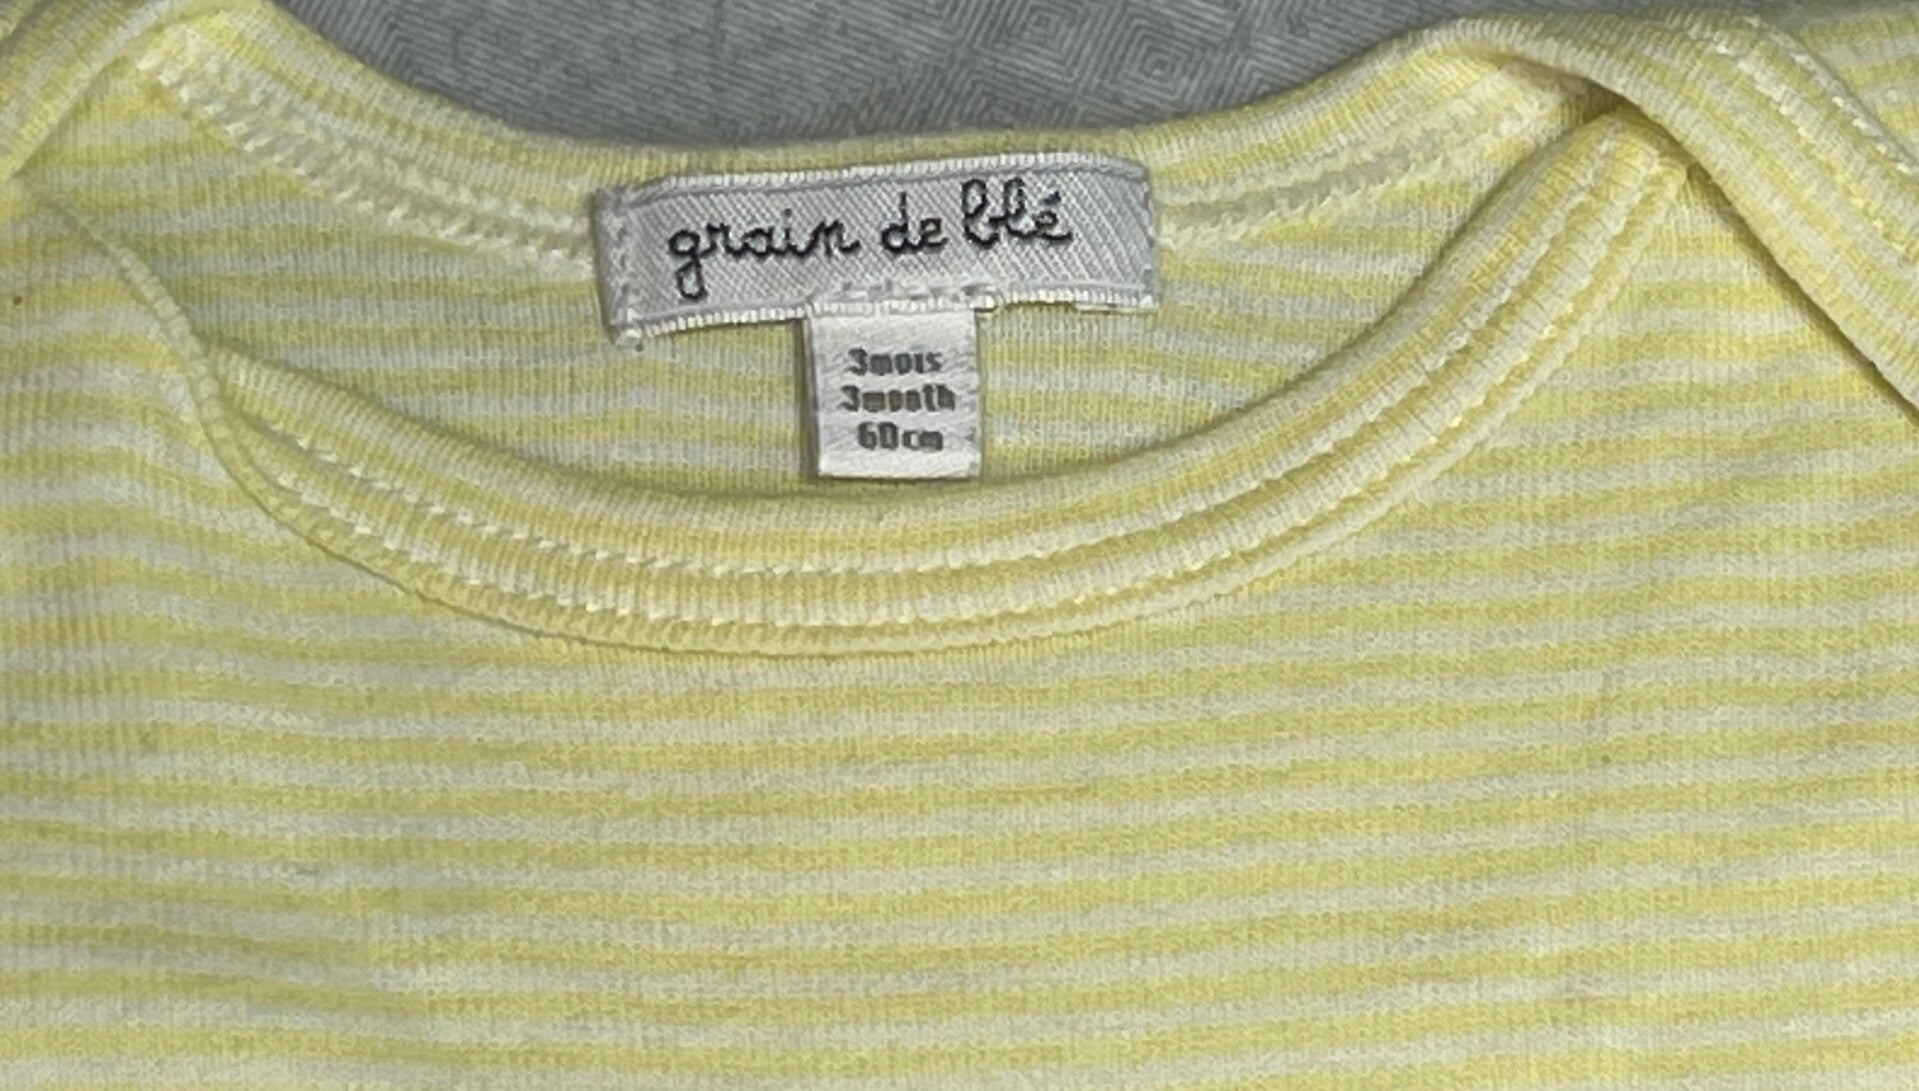 grain de blé
3mois
3month
60cm